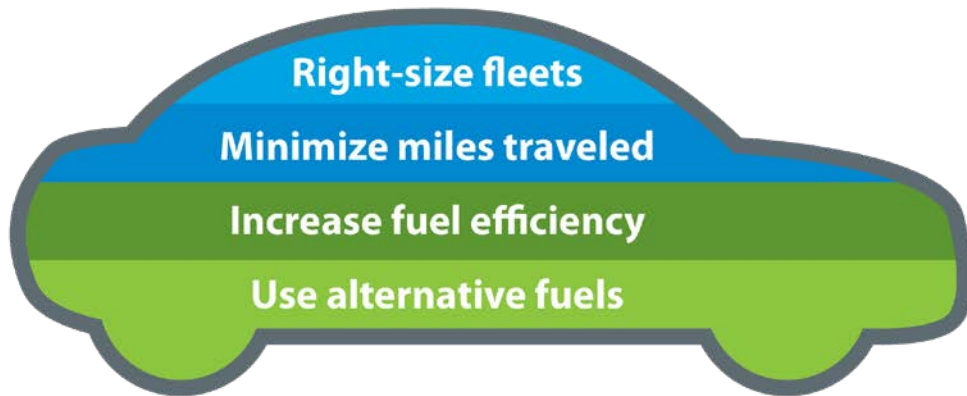 Right-size fleets
Minimize miles traveled
Increase fuel efficiency
Use alternative fuels